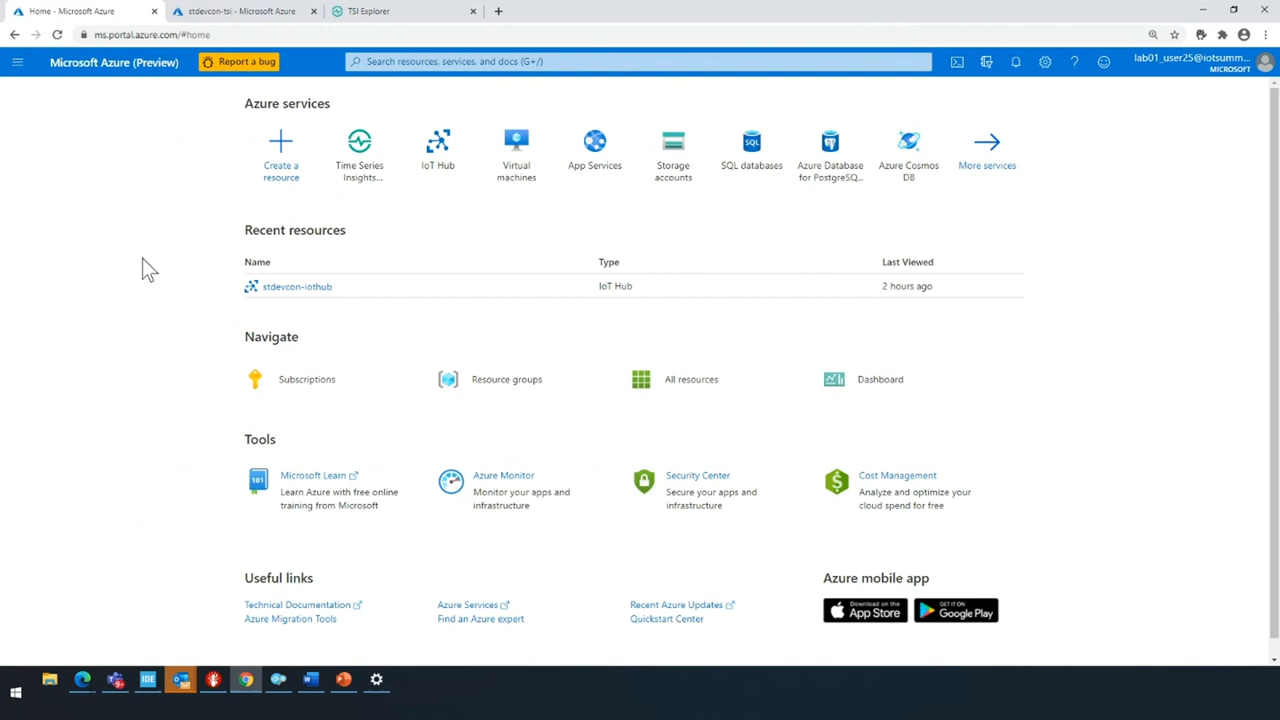 Home - Microsoft Azure
stdevcon-tsi - Microsoft Azure
TSI Explorer
ms.portal.azure.com/#home
Microsoft Azure (Preview)
Report a bug
Search resources, services, and docs (G+/)
lab01_user25@iotsumm...
MICROSOFT
Azure services
Create a
resource
Time Series
Insights...
IoT Hub
Virtual
machines
App Services
Storage
accounts
SQL
SQL databases
Azure Database
for PostgreSQ...
Azure Cosmos
DB
More services
Recent resources
Name Type Last Viewed
stdevcon-iothub IoT Hub 2 hours ago
Navigate
Subscriptions
Resource groups
All resources
Dashboard
Tools
101
Microsoft Learn
Learn Azure with free online
training from Microsoft
Azure Monitor
Monitor your apps and
infrastructure
Security Center
Secure your apps and
infrastructure
Cost Management
Analyze and optimize your
cloud spend for free
Useful links
Technical Documentation
Azure Services
Recent Azure Updates
Azure Migration Tools
Find an Azure expert
Quickstart Center
Azure mobile app
Download on the
App Store
GET IT ON
Google Play
IDE